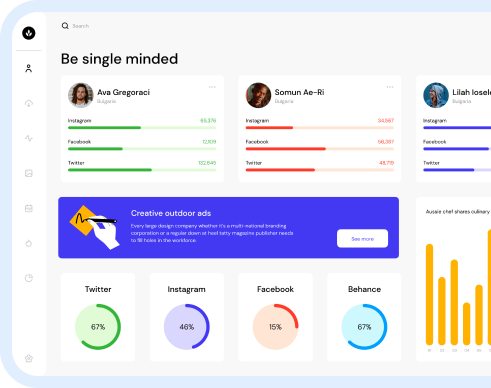 Search
Be single minded
Ava Gregoraci
Bulgaria
Instagram 65,376
Facebook 12,109
Twitter 132,645
Somun Ae-Ri
Bulgaria
Instagram 34,567
Facebook 56,351
Twitter 48,719
Lilah Iosel
Bulgaria
Instagram
Facebook
Twitter
Creative outdoor ads
Every large design company whether it's a multi-national branding
corporation or a regular down at heel tatty magazine publisher needs
to fill holes in the workforce.
See more
Aussie chef shares culinary
Twitter
67%
Instagram
46%
Facebook
15%
Behance
67%